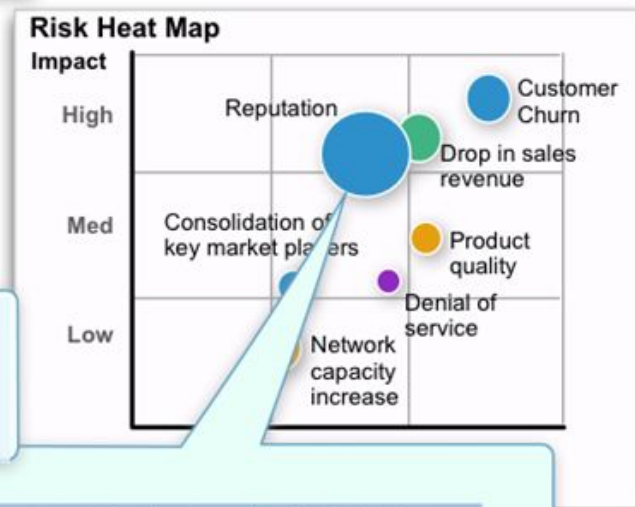 Risk Heat Map
Impact
High
Med
Low
Reputation
Customer
Churn
Drop in sales
revenue
Consolidation of
key market players
Product
quality
Denial of
service
Network
capacity
increase